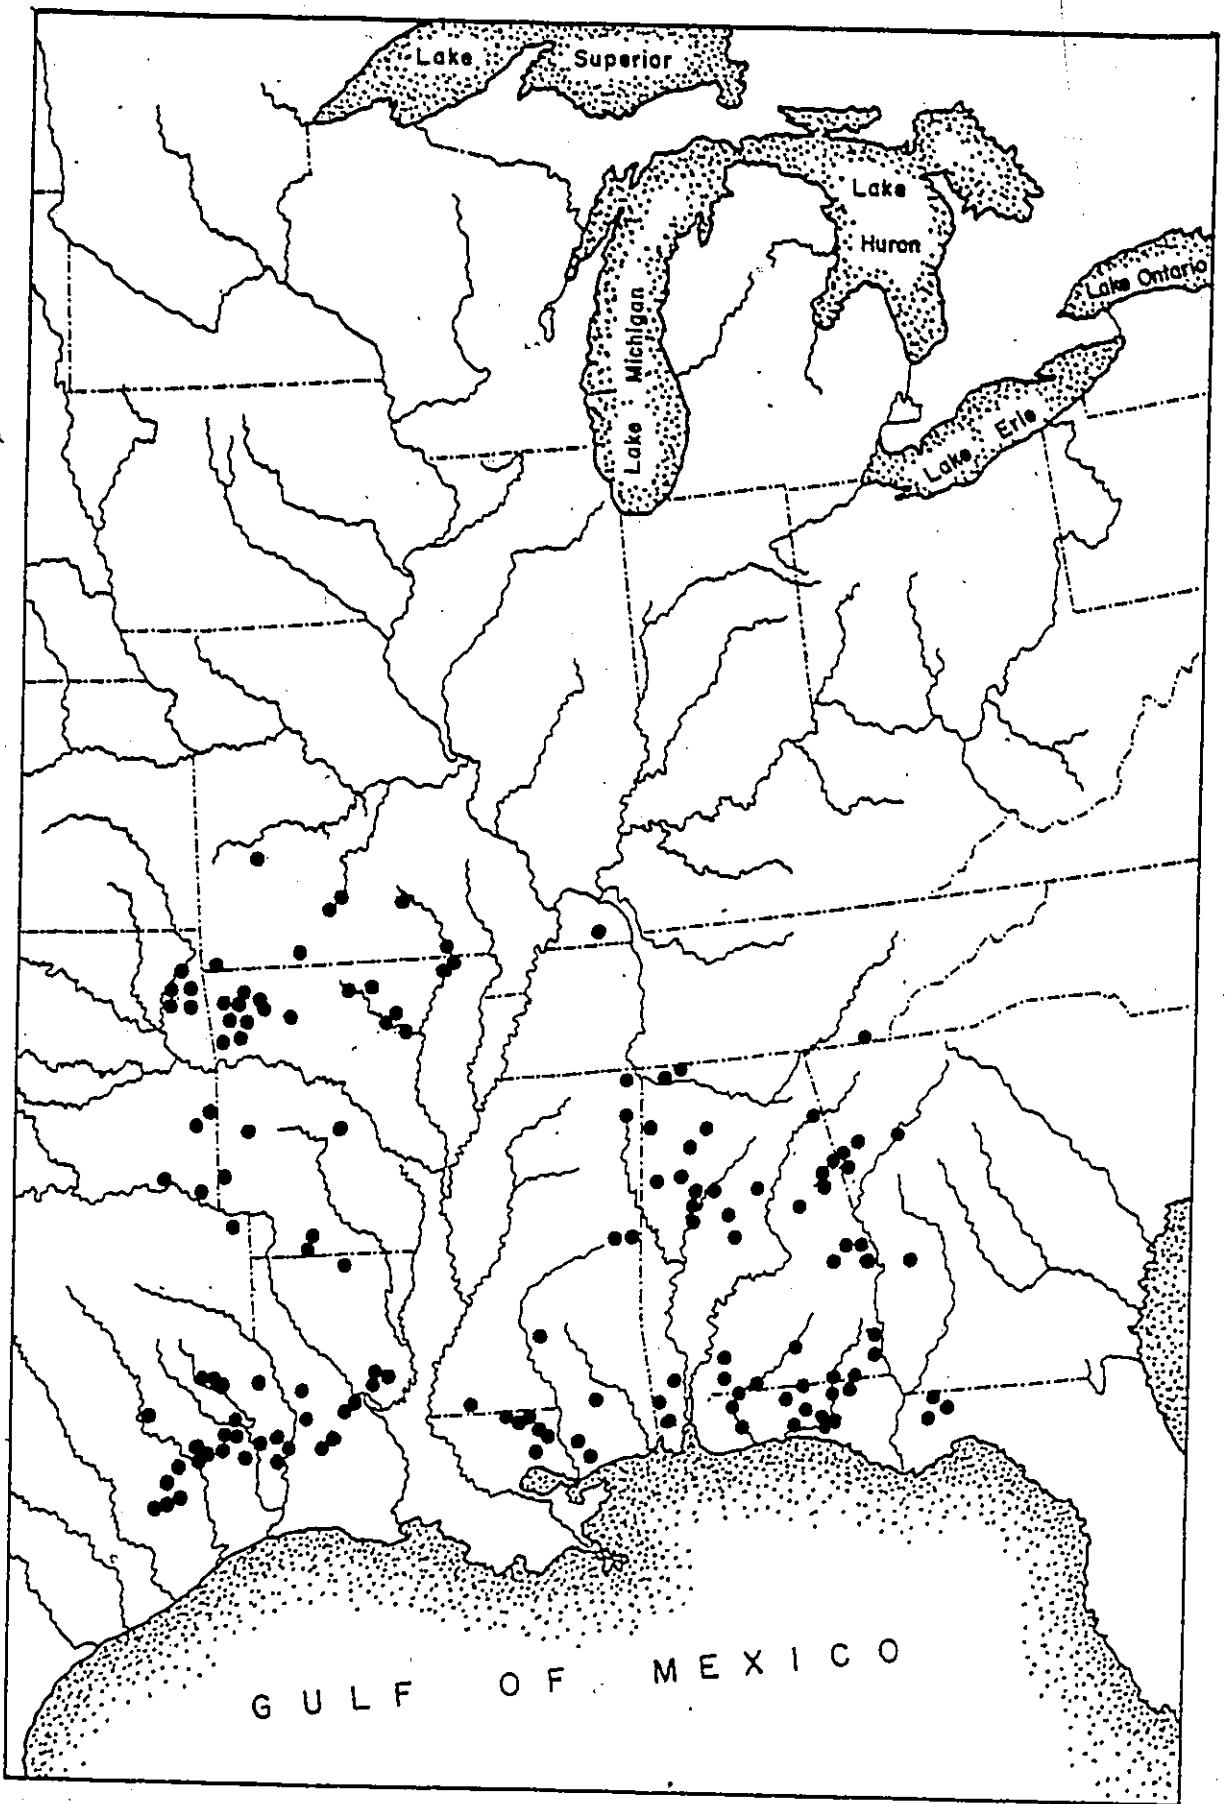 Lake Superior
Lake
Huron
Lake Ontario
Lake Michigan
Lake Erie
GULF OF MEXICO